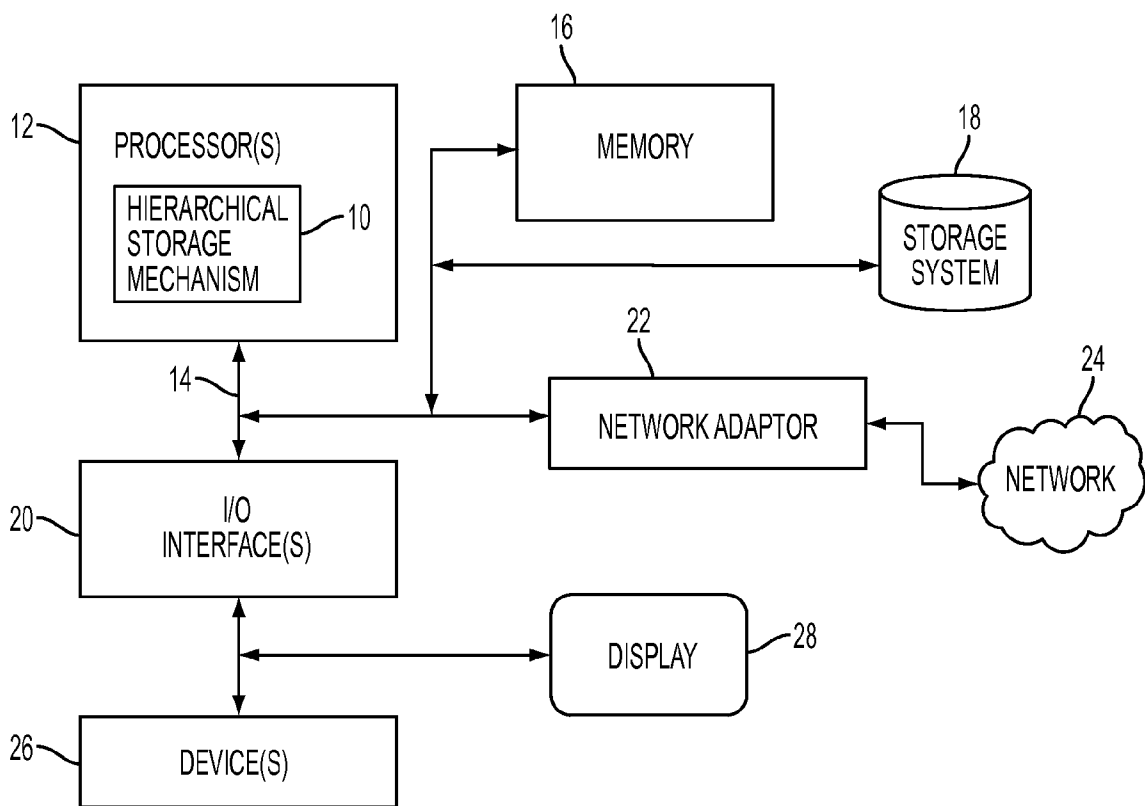 16
12
PROCESSOR(S)
MEMORY
18
HIERARCHICAL
STORAGE
MECHANISM
10
STORAGE
SYSTEM
22
14
24
NETWORK ADAPTOR
NETWORK
20
I/O
INTERFACE(S)
DISPLAY
28
26
DEVICE(S)